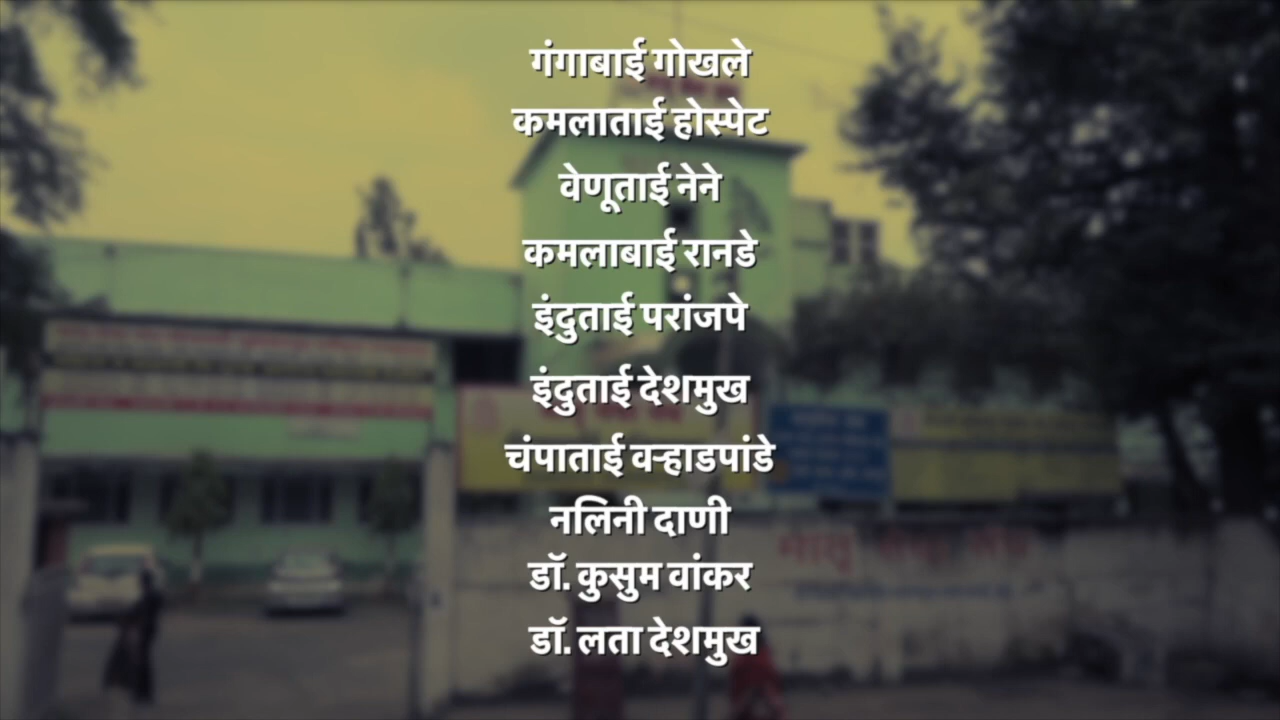 गंगाबाई गोखले
कमलाताई होस्पेट
वेणूताई नेने
कमलाबाई रानडे
इंदुताई परांजपे
इंदुताई देशमुख
चंपाताई वऱ्हाडपांडे
नलिनी दाणी
डॉ. कुसुम वांकर
डॉ. लता देशमुख